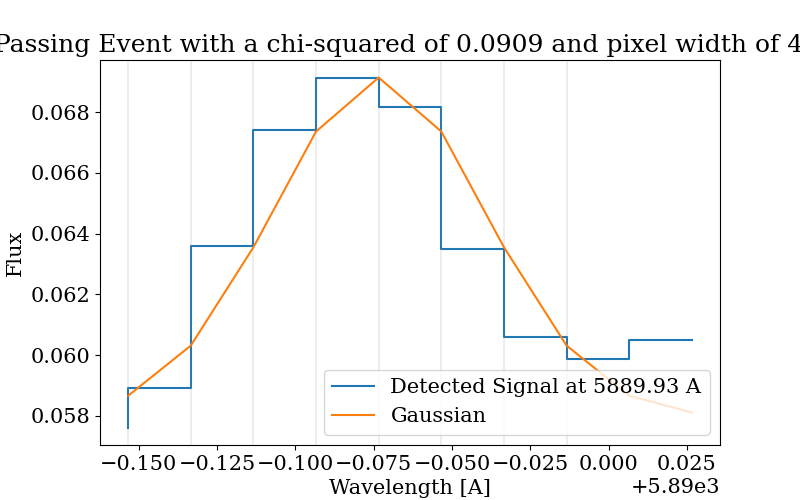 Passing Event with a chi-squared of 0.0909 and pixel width of 4
0.068
0.066
0.064
0.062
0.060
0.058
Flux
Detected Signal at 5889.93 A
Gaussian
−0.150 −0.125 −0.100 −0.075 −0.050 −0.025 0.000 0.025
Wavelength [A]
+5.89e3